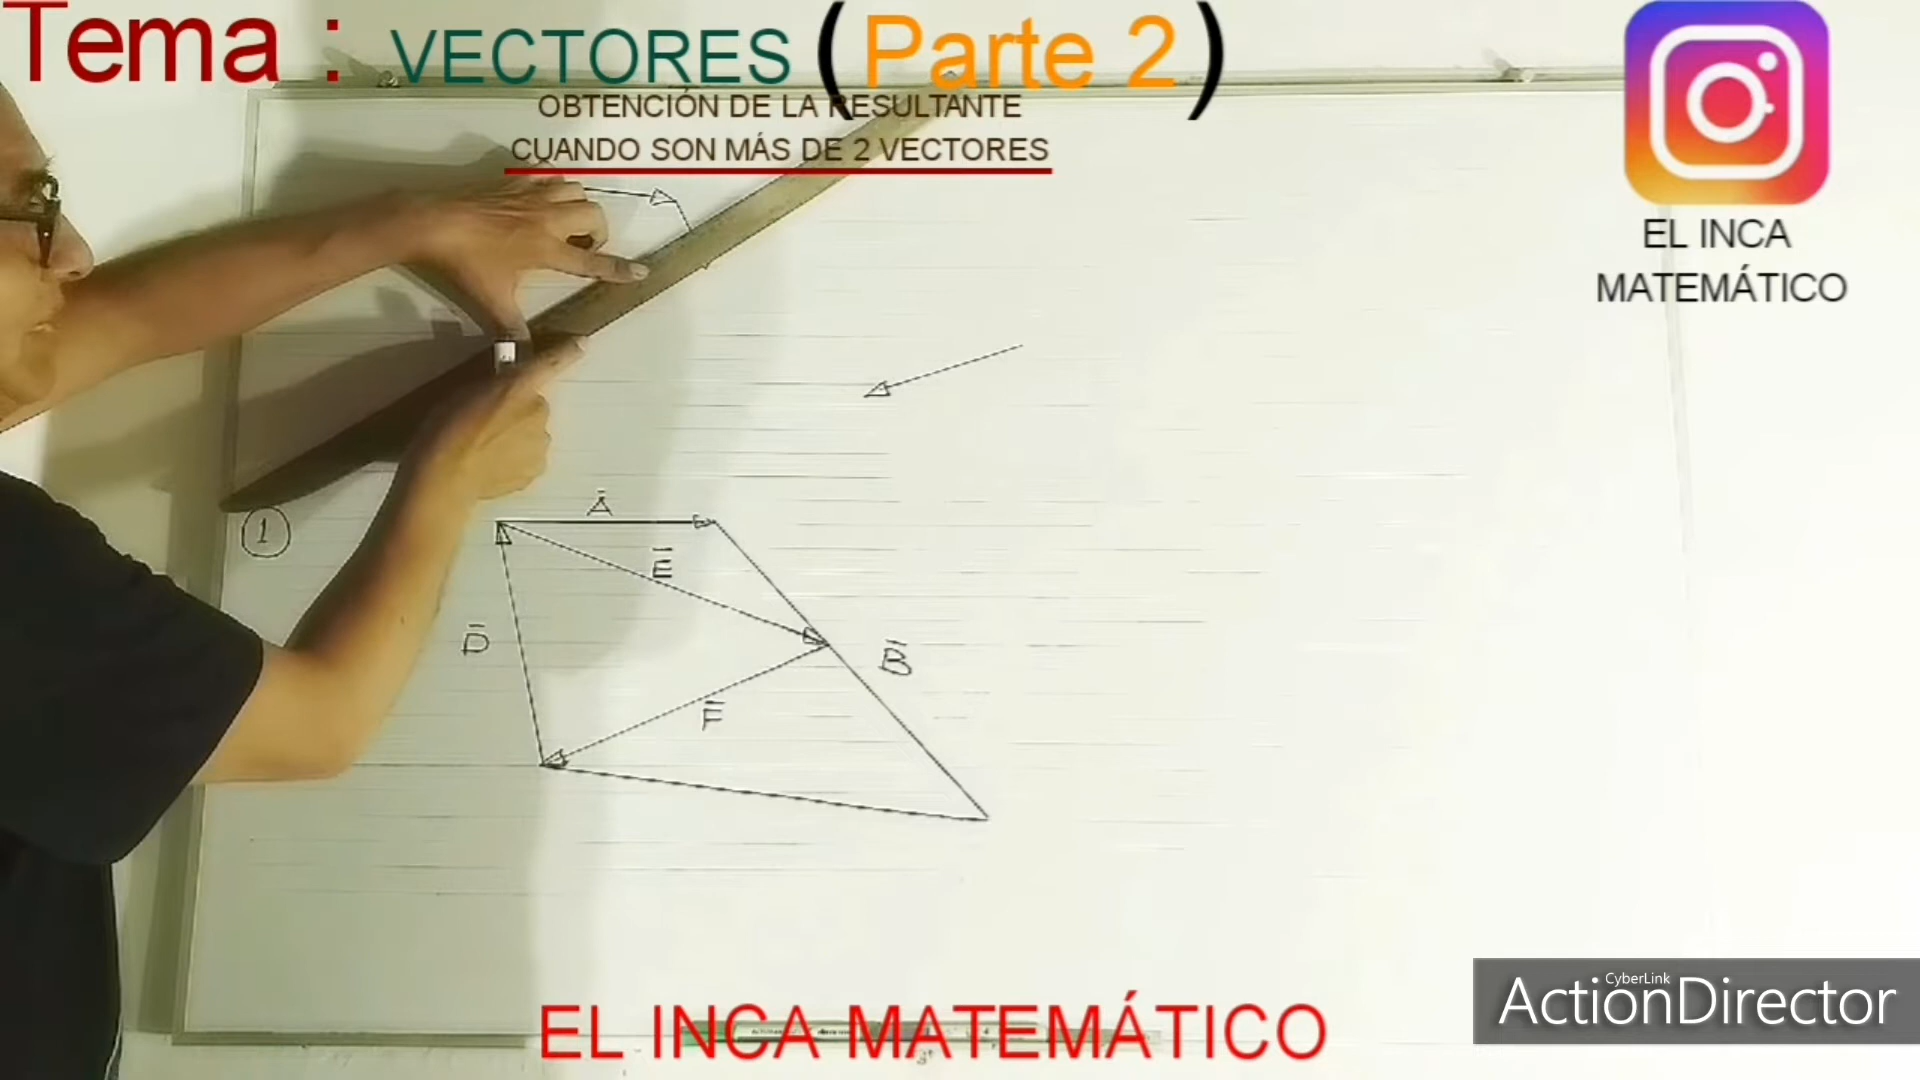 Tema : VECTORES (Parte 2)
OBTENCIÓN DE LA RESULTANTE
CUANDO SON MÁS DE 2 VECTORES
EL INCA
MATEMÁTICO
1
A
E
D
B
F
EL INCA MATEMÁTICO
CyberLink
ActionDirector